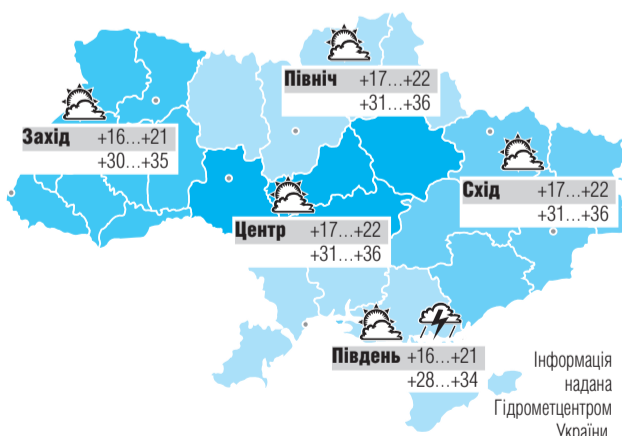 Північ +17...+22
+31...+36
Захід +16...+21
+30...+35
Схід +17...+22
+31...+36
Центр +17...+22
+31...+36
Південь +16...+21
+28...+34
Інформація
надана
Гідрометцентром
України.